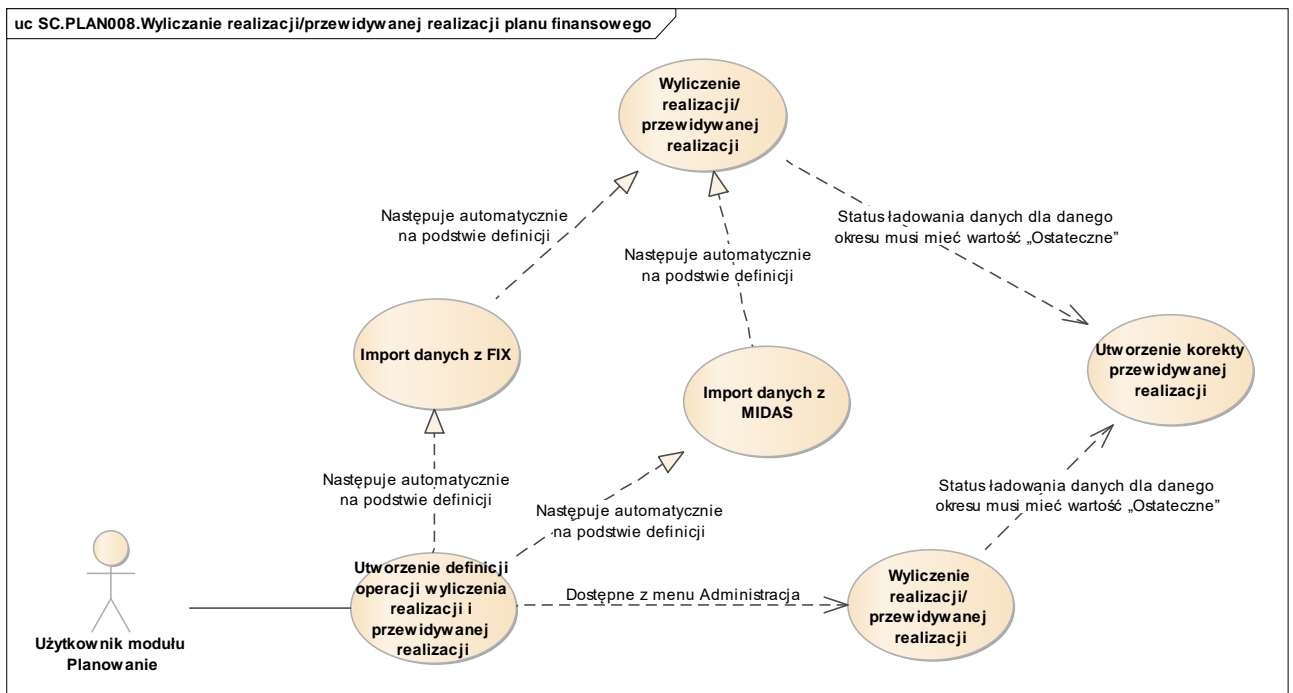 uc SC.PLAN008.Wyliczanie realizacji/przewidywanej realizacji planu finansowego
Wyliczenie
realizacji/
przewidywanej
realizacji
Następuje automatycznie
na podstwie definicji
Następuje automatycznie
na podstwie definicji
Status ładowania danych dla danego
okresu musi mieć wartość „Ostateczne”
Import danych z FIX
Import danych z
MIDAS
Utworzenie korekty
przewidywanej
realizacji
Następuje automatycznie
na podstwie definicji
Następuje automatycznie
na podstwie definicji
Status ładowania danych dla danego
okresu musi mieć wartość „Ostateczne”
Użytkownik modułu
Planowanie
Utworzenie definicji
operacji wyliczenia
realizacji i
przewidywanej
realizacji
Dostępne z menu Administracja
Wyliczenie
realizacji/
przewidywanej
realizacji